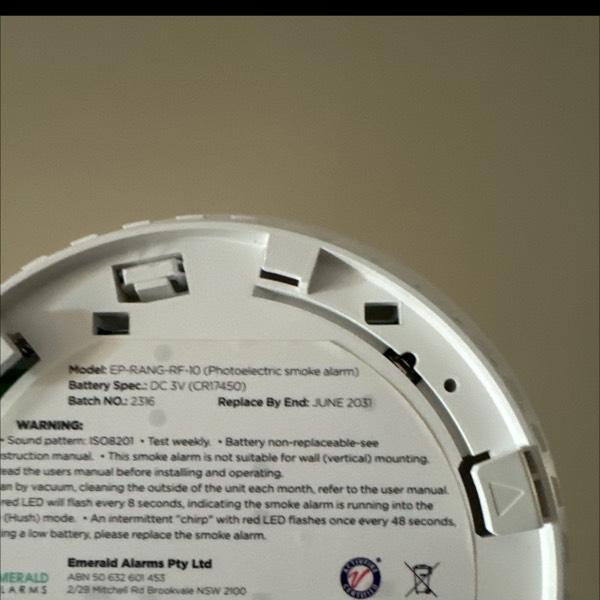 Model: EP-RANG-RF-10 (Photoelectric smoke alarm)
Battery Spec.: DC 3V (CR17450)
Batch NO.: 2316 Replace By End: JUNE 2031
WARNING:
• Sound pattern: ISO8201 • Test weekly. • Battery non-replaceable-see
struction manual. • This smoke alarm is not suitable for wall (vertical) mounting.
ead the users manual before installing and operating.
an by vacuum, cleaning the outside of the unit each month, refer to the user manual.
red LED will flash every 8 seconds, indicating the smoke alarm is running into the
(Hush) mode. • An intermittent "chirp" with red LED flashes once every 48 seconds,
ing a low battery, please replace the smoke alarm.
MERALD
LARMS
Emerald Alarms Pty Ltd
ABN 50 632 601 453
2/29 Mitchell Rd Brookvale NSW 2100
ACTIVFIRE
CERTIFIED